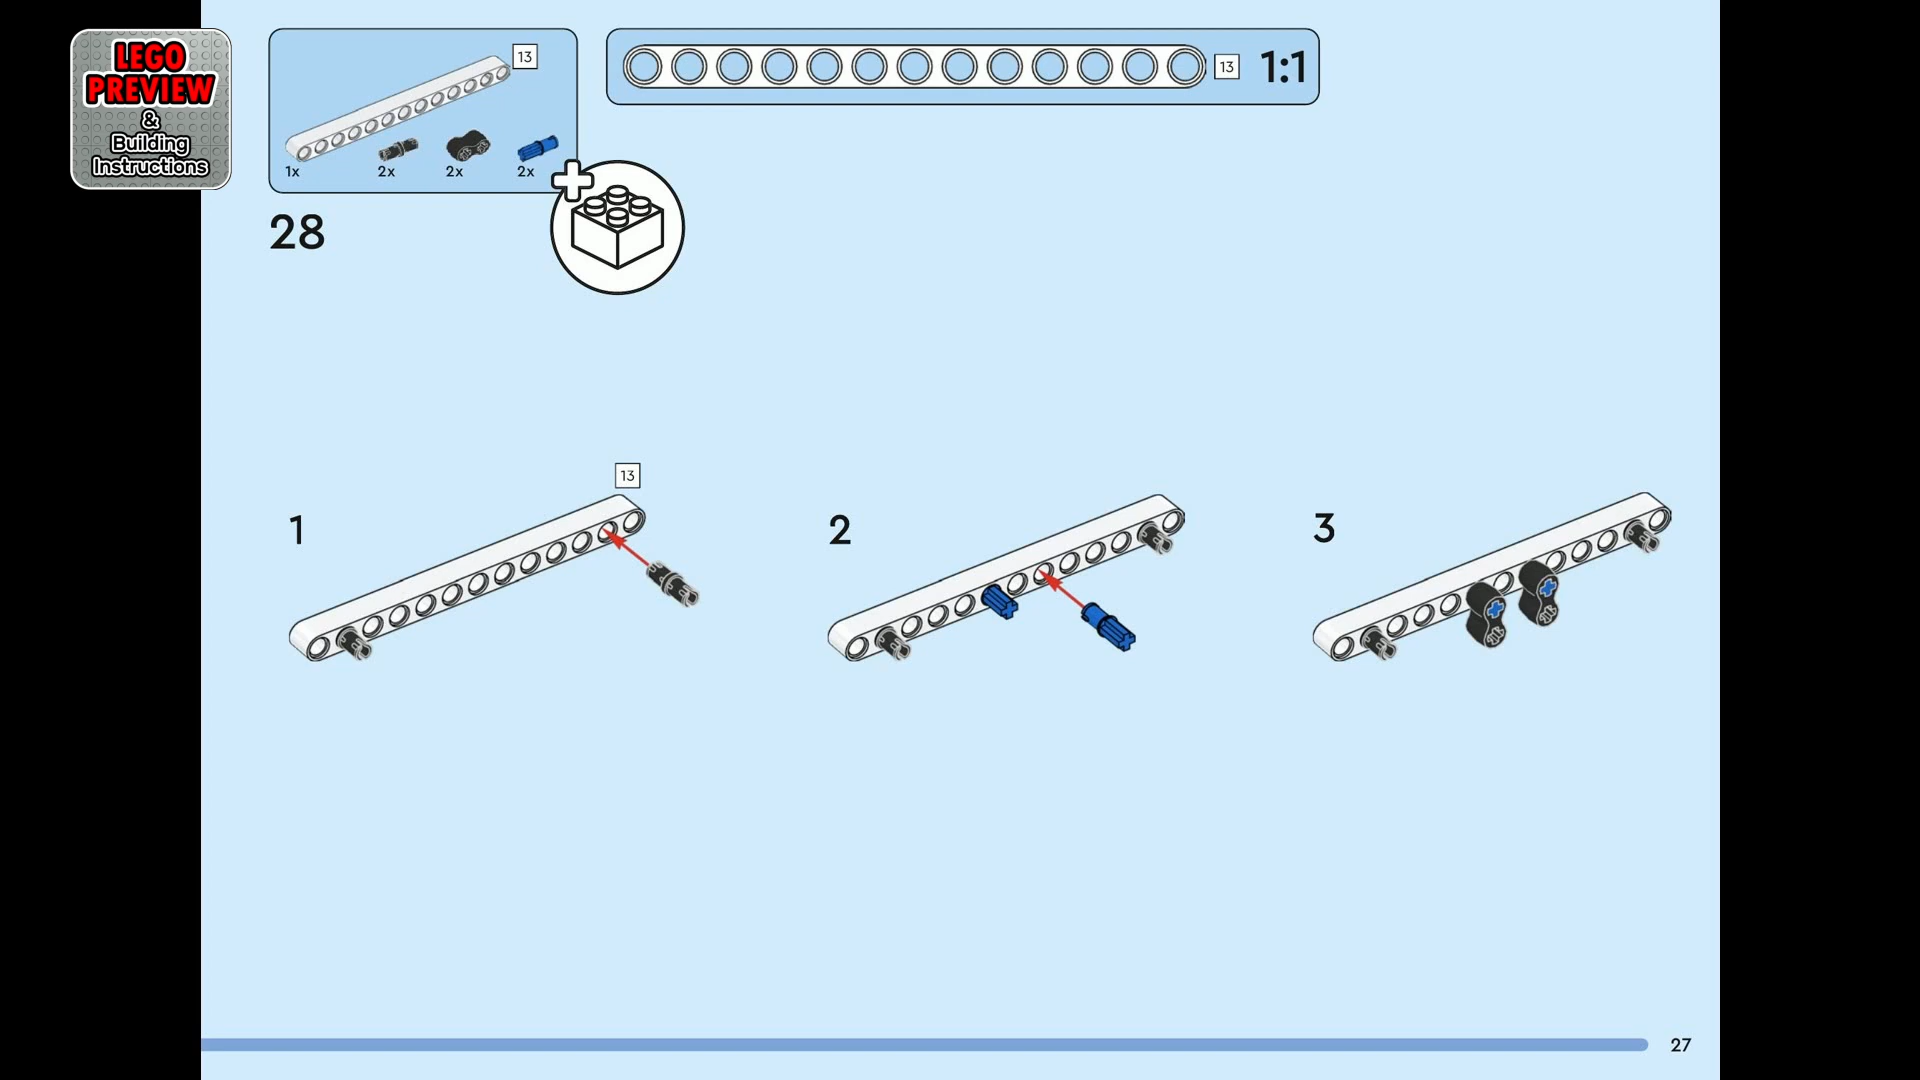 LEGO
PREVIEW
&
Building
Instructions
13
1x
2x
2x
2x
13
1:1
28
13
1
2
3
27